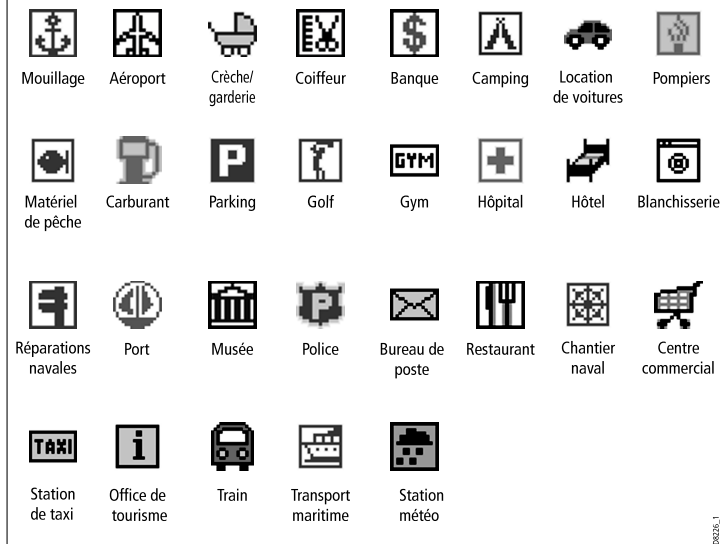 $
Mouillage Aéroport Crèche/ Coiffeur Banque Camping Location Pompiers
garderie de voitures
P GYM
Matériel Carburant Parking Golf Gym Hôpital Hôtel Blanchisserie
de pêche
P
Réparations Port Musée Police Bureau de Restaurant Chantier Centre
navales poste naval commercial
TAXI i
Station Office de Train Transport Station
de taxi tourisme maritime météo
D8226_1